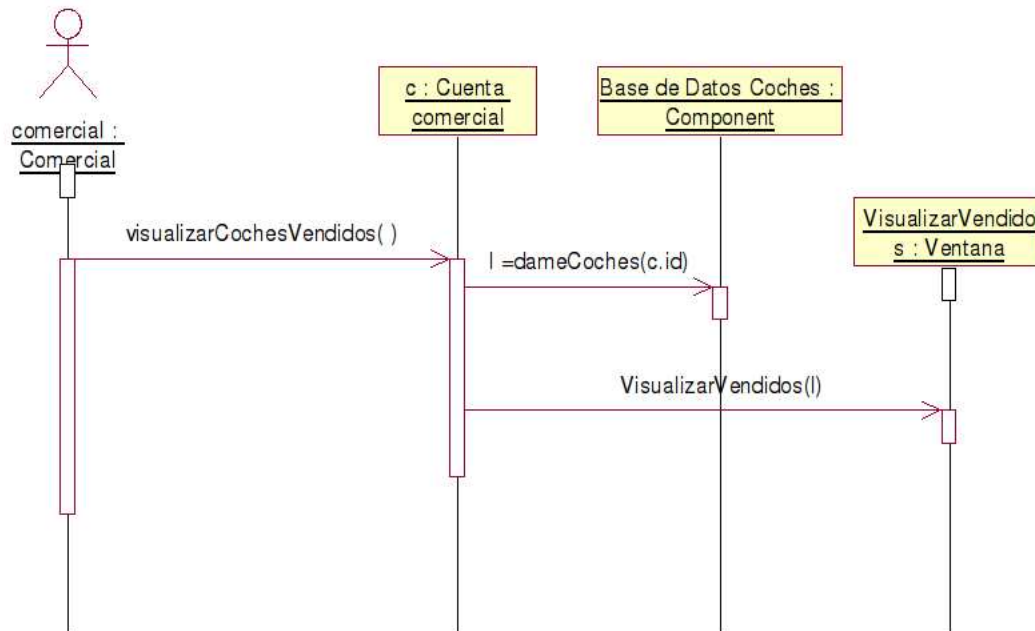 comercial :
Comercial
c : Cuenta
comercial
Base de Datos Coches :
Component
VisualizarVendido
s : Ventana
visualizarCochesVendidos( )
l =dameCoches(c.id)
VisualizarVendidos(l)